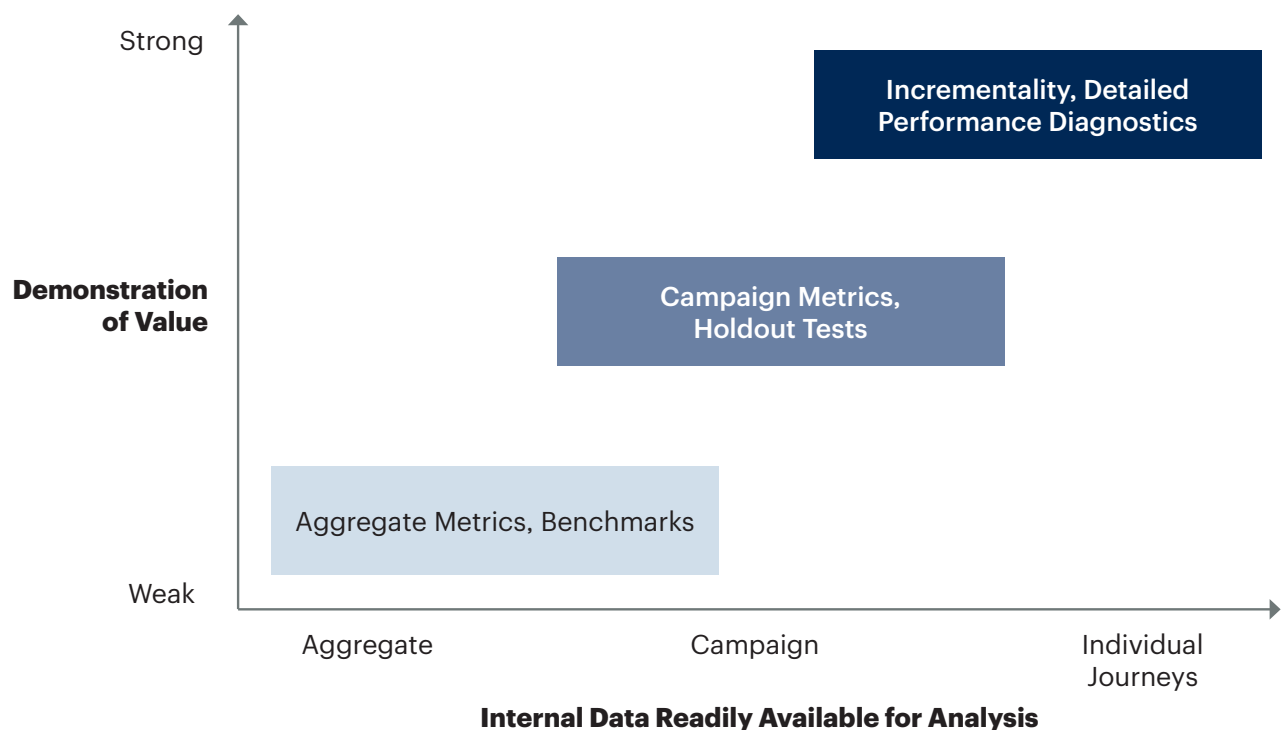 Strong
Incrementality, Detailed
Performance Diagnostics
Demonstration
of Value
Campaign Metrics,
Holdout Tests
Aggregate Metrics, Benchmarks
Weak
Aggregate
Campaign
Individual
Journeys
Internal Data Readily Available for Analysis